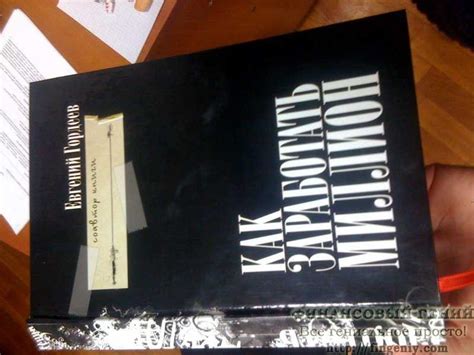 Евгений Гордеев
соавтор книги
КАК
ЗАРАБОТАТЬ
МИЛЛИОН
ФИНАНСОВЫЙ ГЕНИЙ
Все гениальное просто!
http://fingeniy.com